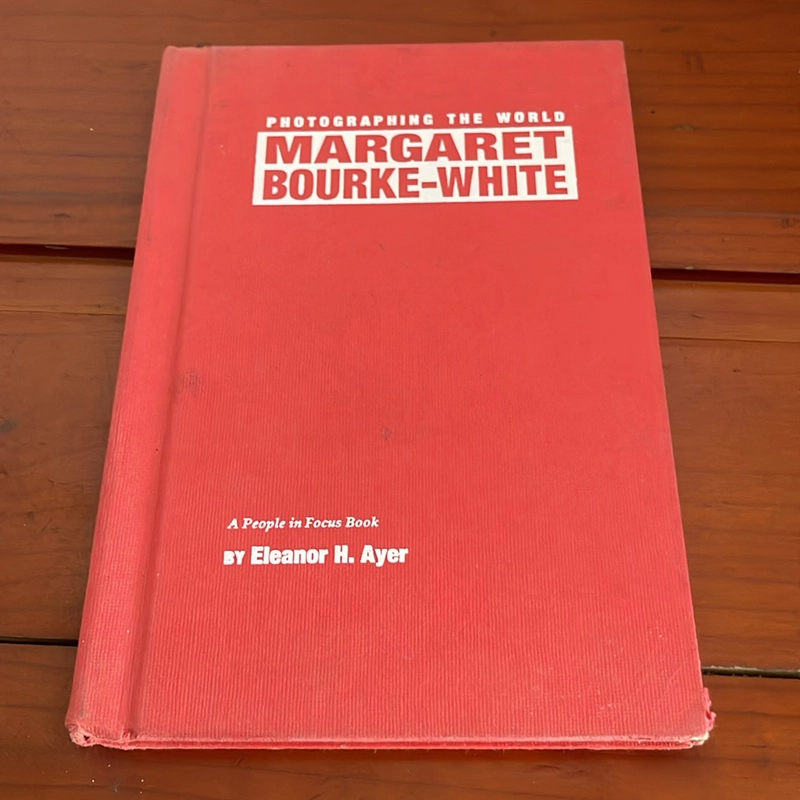 PHOTOGRAPHING THE WORLD
MARGARET
BOURKE-WHITE
A People in Focus Book
BY Eleanor H. Ayer